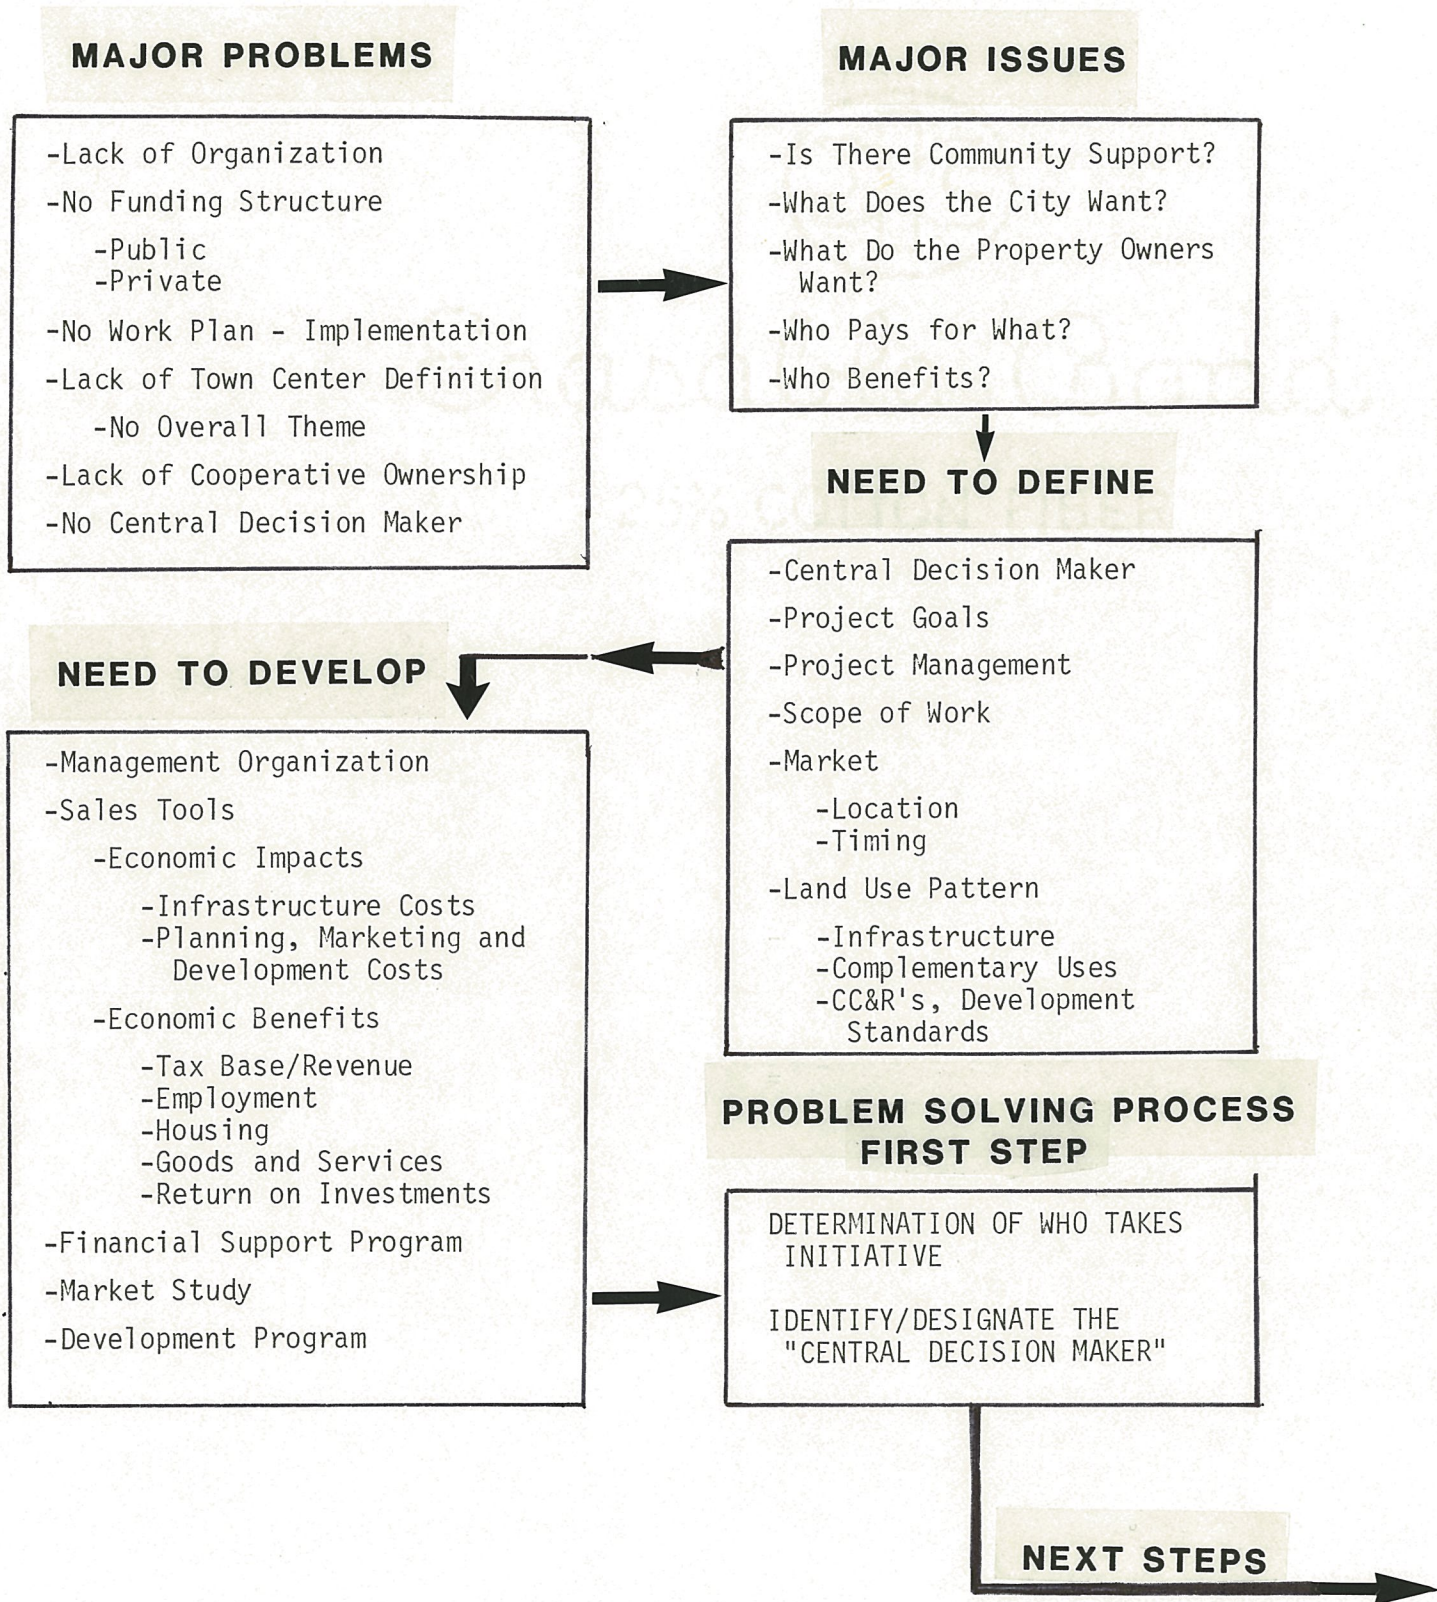 MAJOR PROBLEMS
-Lack of Organization
-No Funding Structure
-Public
-Private
-No Work Plan - Implementation
-Lack of Town Center Definition
-No Overall Theme
-Lack of Cooperative Ownership
-No Central Decision Maker
MAJOR ISSUES
-Is There Community Support?
-What Does the City Want?
-What Do the Property Owners
Want?
-Who Pays for What?
-Who Benefits?
NEED TO DEFINE
-Central Decision Maker
-Project Goals
-Project Management
-Scope of Work
-Market
-Location
-Timing
-Land Use Pattern
-Infrastructure
-Complementary Uses
-CC&R's, Development
Standards
NEED TO DEVELOP
-Management Organization
-Sales Tools
-Economic Impacts
-Infrastructure Costs
-Planning, Marketing and
Development Costs
-Economic Benefits
-Tax Base/Revenue
-Employment
-Housing
-Goods and Services
-Return on Investments
-Financial Support Program
-Market Study
-Development Program
PROBLEM SOLVING PROCESS
FIRST STEP
DETERMINATION OF WHO TAKES
INITIATIVE
IDENTIFY/DESIGNATE THE
"CENTRAL DECISION MAKER"
NEXT STEPS